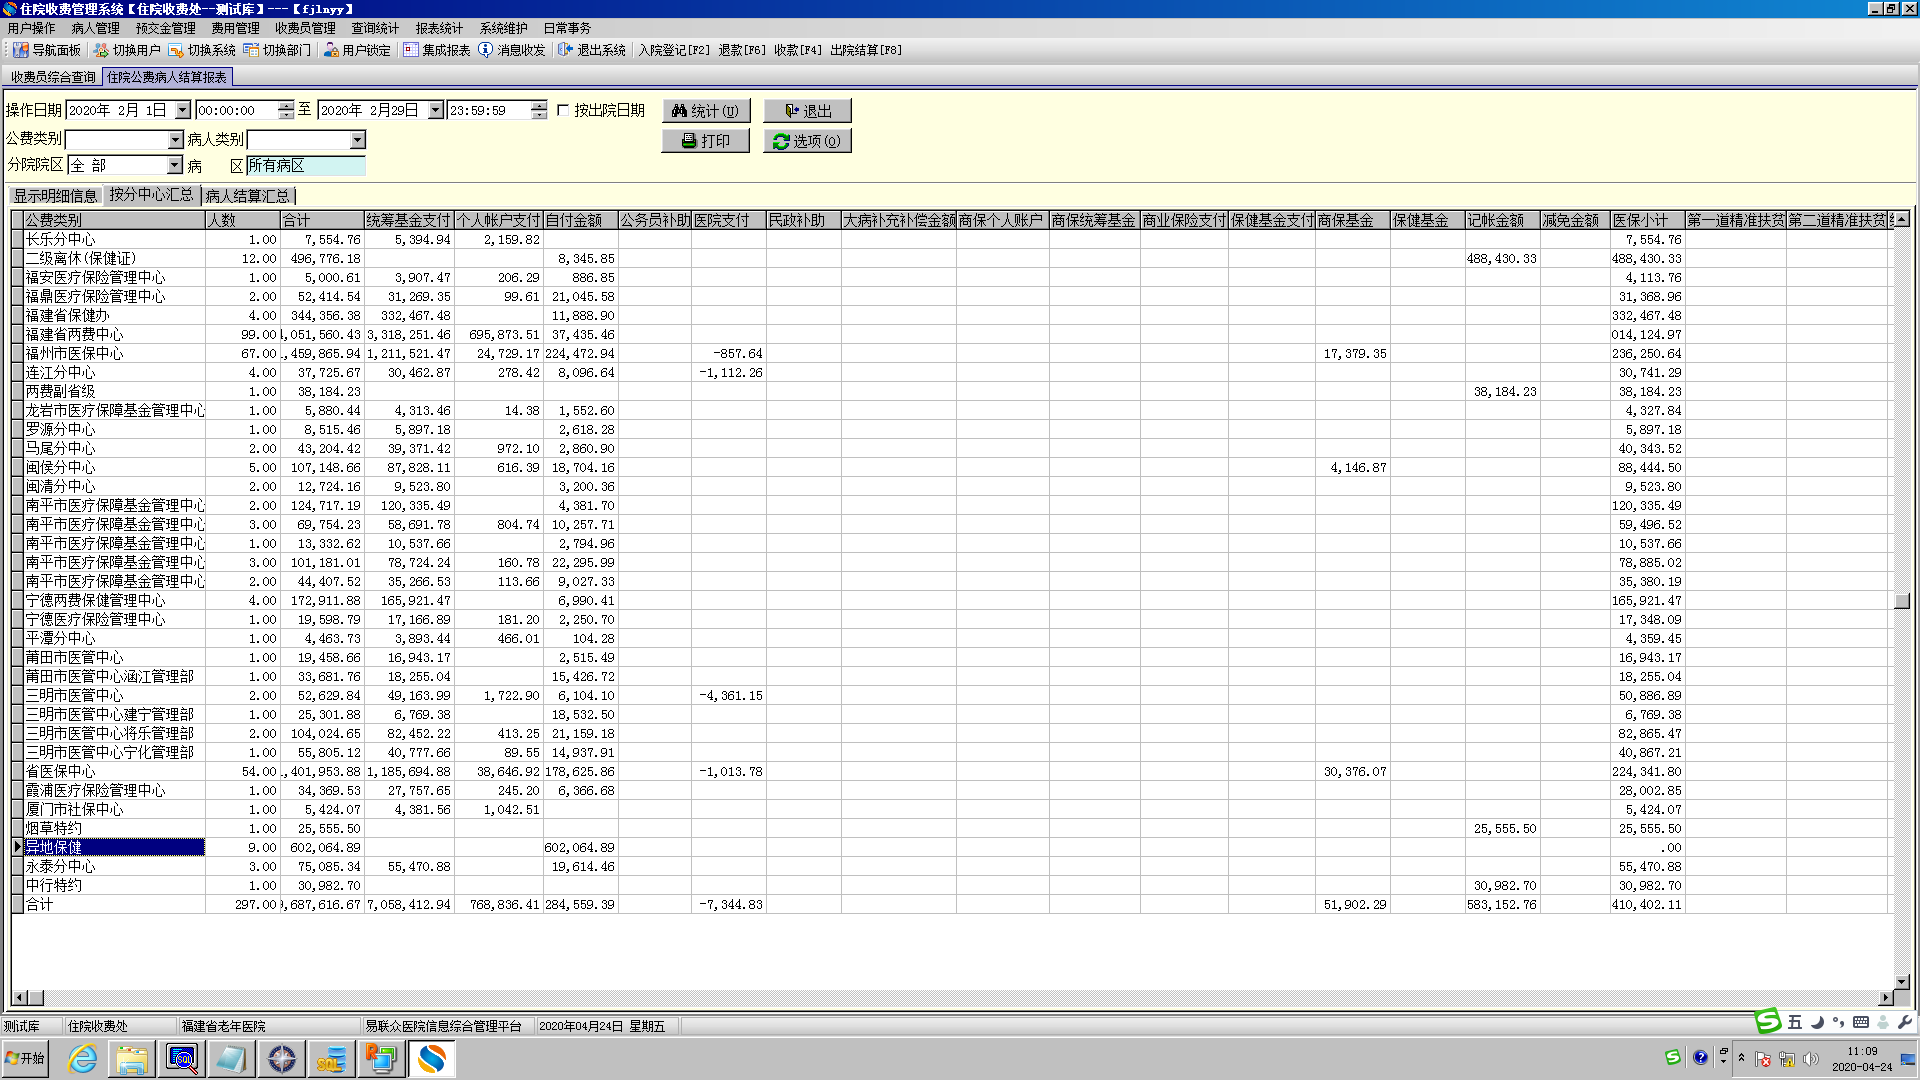 住院收费管理系统【住院收费处--测试库】---【fjlnyy】
用户操作 病人管理 预交金管理 费用管理 收费员管理 查询统计 报表统计 系统维护 日常事务
导航面板 切换用户 切换系统 切换部门 用户锁定 集成报表 消息收发 退出系统 入院登记[F2] 退款[F6] 收款[F4] 出院结算[F8]
收费员综合查询 住院公费病人结算报表
操作日期 2020年 2月 1日 00:00:00 至 2020年 2月29日 23:59:59 按出院日期 统计(U) 退出
公费类别 病人类别 打印 选项(O)
分院院区 全 部 病 区 所有病区
显示明细信息 按分中心汇总 病人结算汇总
公费类别 人数 合计 统筹基金支付 个人帐户支付 自付金额 公务员补助 医院支付 民政补助 大病补充补偿金额 商保个人账户 商保统筹基金 商业保险支付 保健基金支付 商保基金 保健基金 记帐金额 减免金额 医保小计 第一道精准扶贫 第二道精准扶贫
长乐分中心 1.00 7,554.76 5,394.94 2,159.82 7,554.76
二级离休(保健证) 12.00 496,776.18 8,345.85 488,430.33 488,430.33
福安医疗保险管理中心 1.00 5,000.61 3,907.47 206.29 886.85 4,113.76
福鼎医疗保险管理中心 2.00 52,414.54 31,269.35 99.61 21,045.58 31,368.96
福建省保健办 4.00 344,356.38 332,467.48 11,888.90 332,467.48
福建省两费中心 99.00 ,051,560.43 3,318,251.46 695,873.51 37,435.46 014,124.97
福州市医保中心 67.00 ,459,865.94 1,211,521.47 24,729.17 224,472.94 -857.64 17,379.35 236,250.64
连江分中心 4.00 37,725.67 30,462.87 278.42 8,096.64 -1,112.26 30,741.29
两费副省级 1.00 38,184.23 38,184.23 38,184.23
龙岩市医疗保障基金管理中心 1.00 5,880.44 4,313.46 14.38 1,552.60 4,327.84
罗源分中心 1.00 8,515.46 5,897.18 2,618.28 5,897.18
马尾分中心 2.00 43,204.42 39,371.42 972.10 2,860.90 40,343.52
闽侯分中心 5.00 107,148.66 87,828.11 616.39 18,704.16 4,146.87 88,444.50
闽清分中心 2.00 12,724.16 9,523.80 3,200.36 9,523.80
南平市医疗保障基金管理中心 2.00 124,717.19 120,335.49 4,381.70 120,335.49
南平市医疗保障基金管理中心 3.00 69,754.23 58,691.78 804.74 10,257.71 59,496.52
南平市医疗保障基金管理中心 1.00 13,332.62 10,537.66 2,794.96 10,537.66
南平市医疗保障基金管理中心 3.00 101,181.01 78,724.24 160.78 22,295.99 78,885.02
南平市医疗保障基金管理中心 2.00 44,407.52 35,266.53 113.66 9,027.33 35,380.19
宁德两费保健管理中心 4.00 172,911.88 165,921.47 6,990.41 165,921.47
宁德医疗保险管理中心 1.00 19,598.79 17,166.89 181.20 2,250.70 17,348.09
平潭分中心 1.00 4,463.73 3,893.44 466.01 104.28 4,359.45
莆田市医管中心 1.00 19,458.66 16,943.17 2,515.49 16,943.17
莆田市医管中心涵江管理部 1.00 33,681.76 18,255.04 15,426.72 18,255.04
三明市医管中心 2.00 52,629.84 49,163.99 1,722.90 6,104.10 -4,361.15 50,886.89
三明市医管中心建宁管理部 1.00 25,301.88 6,769.38 18,532.50 6,769.38
三明市医管中心将乐管理部 2.00 104,024.65 82,452.22 413.25 21,159.18 82,865.47
三明市医管中心宁化管理部 1.00 55,805.12 40,777.66 89.55 14,937.91 40,867.21
省医保中心 54.00 ,401,953.88 1,185,694.88 38,646.92 178,625.86 -1,013.78 30,376.07 224,341.80
霞浦医疗保险管理中心 1.00 34,369.53 27,757.65 245.20 6,366.68 28,002.85
厦门市社保中心 1.00 5,424.07 4,381.56 1,042.51 5,424.07
烟草特约 1.00 25,555.50 25,555.50 25,555.50
异地保健 9.00 602,064.89 602,064.89 .00
永泰分中心 3.00 75,085.34 55,470.88 19,614.46 55,470.88
中行特约 1.00 30,982.70 30,982.70 30,982.70
合计 297.00 ,687,616.67 7,058,412.94 768,836.41 284,559.39 -7,344.83 51,902.29 583,152.76 410,402.11
测试库 住院收费处 福建省老年医院 易联众医院信息综合管理平台 2020年04月24日 星期五
五
开始
11:09
2020-04-24